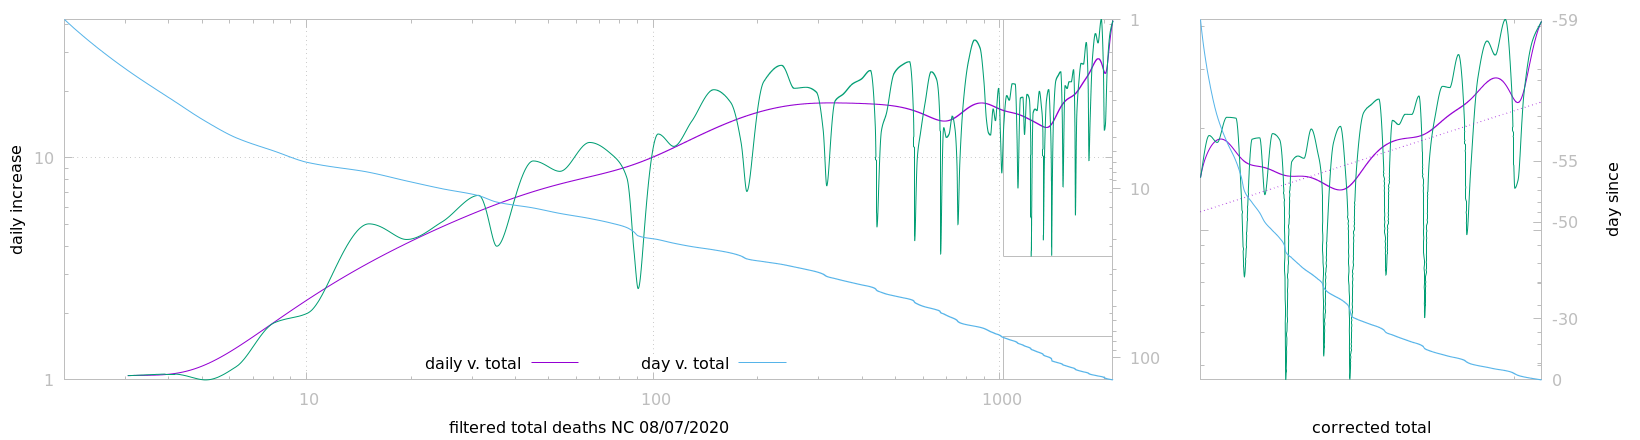 daily increase
10
1
1
10
100
daily v. total
day v. total
10
100
1000
filtered total deaths NC 08/07/2020
-59
-55
-50
-30
0
day since
corrected total